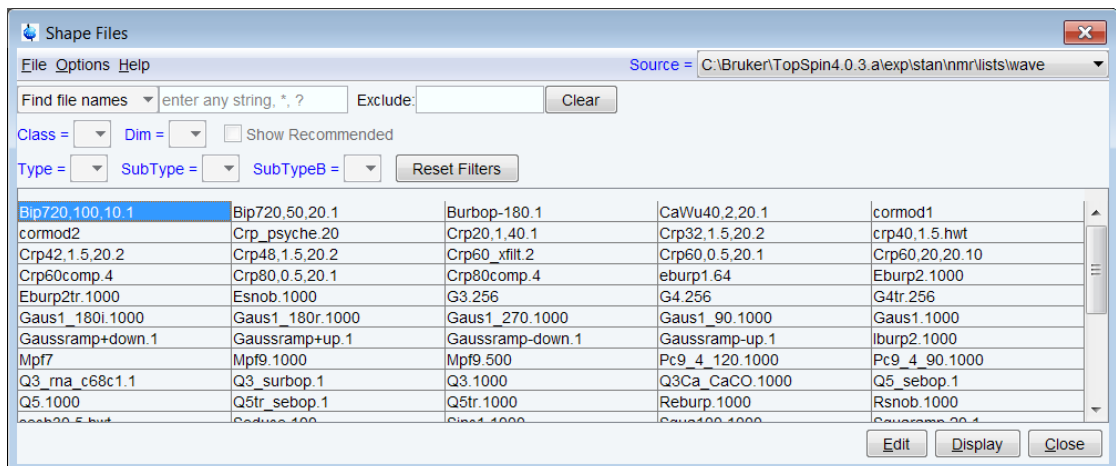 Shape Files
File Options Help Source = C:\Bruker\TopSpin4.0.3.a\exp\stan\nmr\lists\wave
Find file names enter any string, *, ? Exclude: Clear
Class = Dim = Show Recommended
Type = SubType = SubTypeB = Reset Filters
Bip720,100,10.1 Bip720,50,20.1 Burbop-180.1 CaWu40,2,20.1 cormod1
cormod2 Crp_psyche.20 Crp20,1,40.1 Crp32,1.5,20.2 crp40,1.5.hwt
Crp42,1.5,20.2 Crp48,1.5,20.2 Crp60_xfilt.2 Crp60,0.5,20.1 Crp60,20,20.10
Crp60comp.4 Crp80,0.5,20.1 Crp80comp.4 eburp1.64 Eburp2.1000
Eburp2tr.1000 Esnob.1000 G3.256 G4.256 G4tr.256
Gaus1_180i.1000 Gaus1_180r.1000 Gaus1_270.1000 Gaus1_90.1000 Gaus1.1000
Gaussramp+down.1 Gaussramp+up.1 Gaussramp-down.1 Gaussramp-up.1 Iburp2.1000
Mpf7 Mpf9.1000 Mpf9.500 Pc9_4_120.1000 Pc9_4_90.1000
Q3_rna_c68c1.1 Q3_surbop.1 Q3.1000 Q3Ca_CaCO.1000 Q5_sebop.1
Q5.1000 Q5tr_sebop.1 Q5tr.1000 Reburp.1000 Rsnob.1000
Edit Display Close